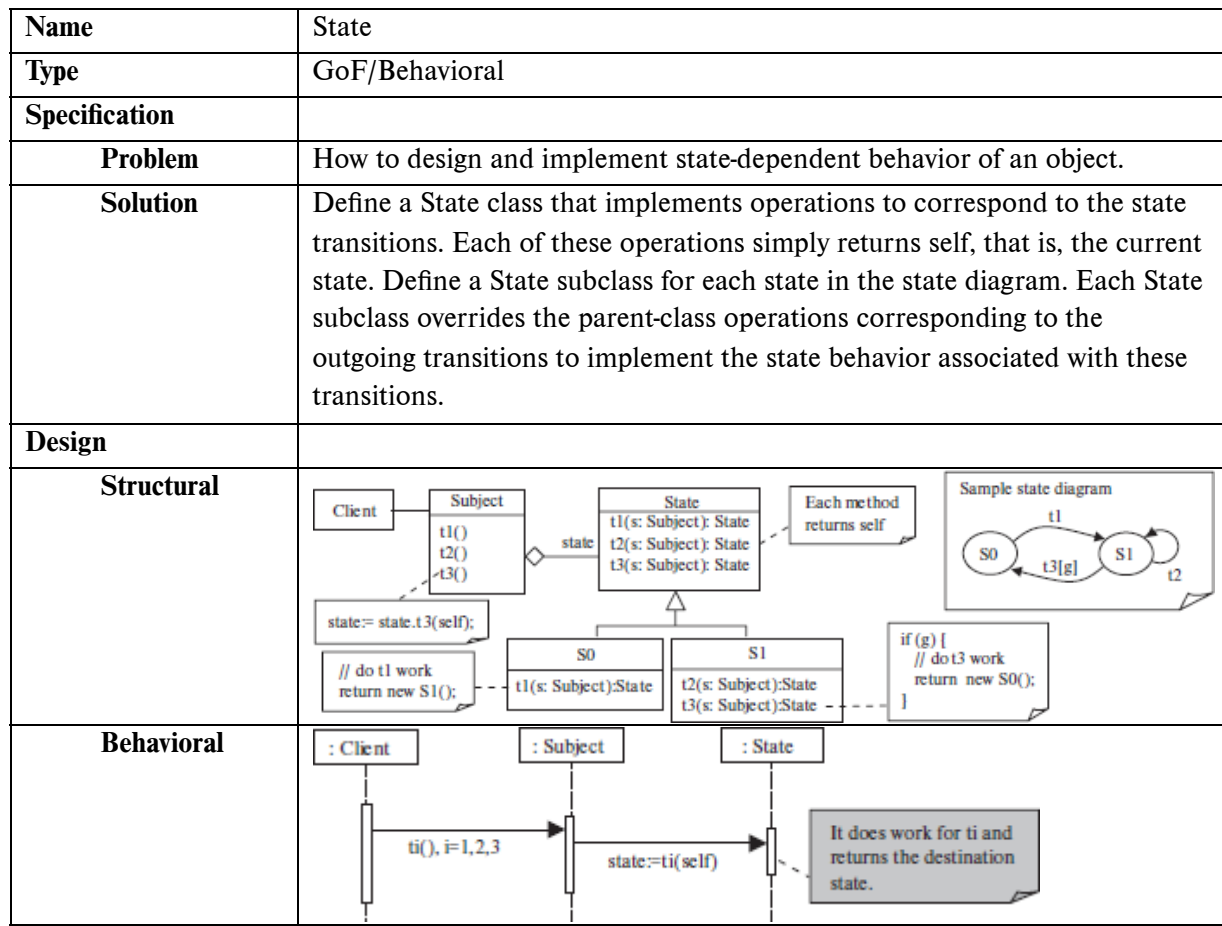 Name
State
Type
GoF/Behavioral
Specification
Problem
How to design and implement state-dependent behavior of an object.
Solution
Define a State class that implements operations to correspond to the state
transitions. Each of these operations simply returns self, that is, the current
state. Define a State subclass for each state in the state diagram. Each State
subclass overrides the parent-class operations corresponding to the
outgoing transitions to implement the state behavior associated with these
transitions.
Design
Structural
Client
Subject
t1()
t2()
t3()
state
State
t1(s: Subject): State
t2(s: Subject): State
t3(s: Subject): State
Each method
returns self
Sample state diagram
t1
S0
S1
t3[g]
t2
state:= state.t3(self);
// do t1 work
return new S1();
S0
t1(s: Subject):State
S1
t2(s: Subject):State
t3(s: Subject):State
if (g) {
// do t3 work
return new S0();
}
Behavioral
: Client
: Subject
: State
ti(), i=1,2,3
state:=ti(self)
It does work for ti and
returns the destination
state.